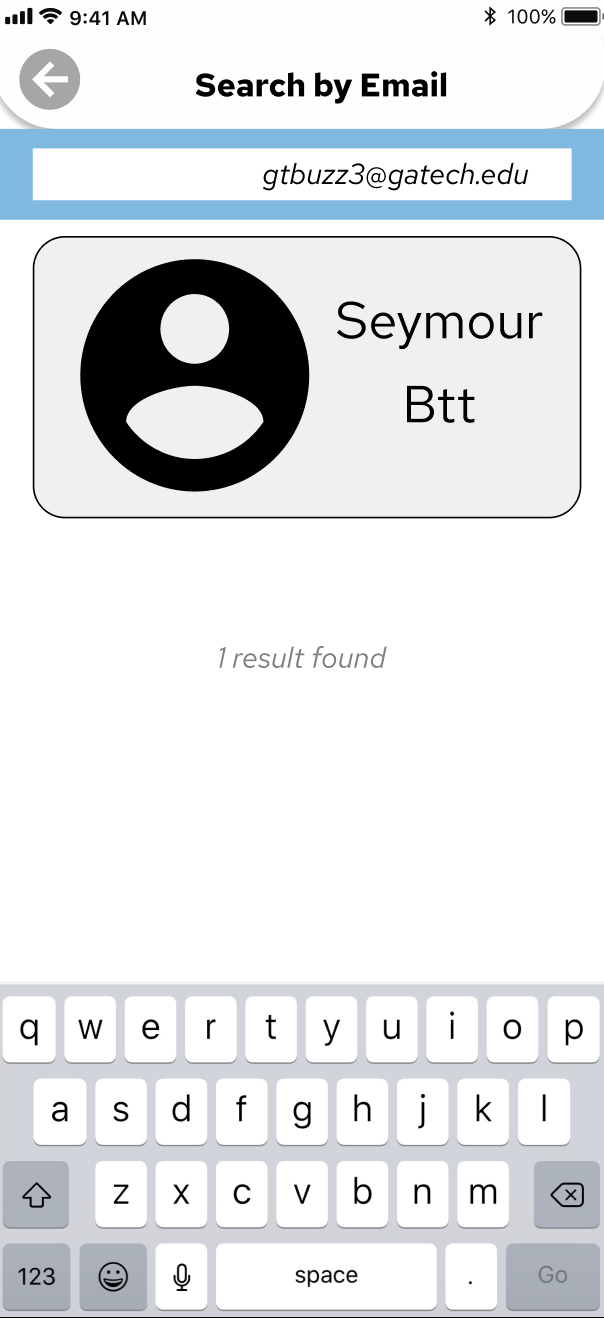 9:41 AM 100%
Search by Email
gtbuzz3@gatech.edu
Seymour
Btt
1 result found
q w e r t y u i o p
a s d f g h j k l
z x c v b n m
123 space . Go